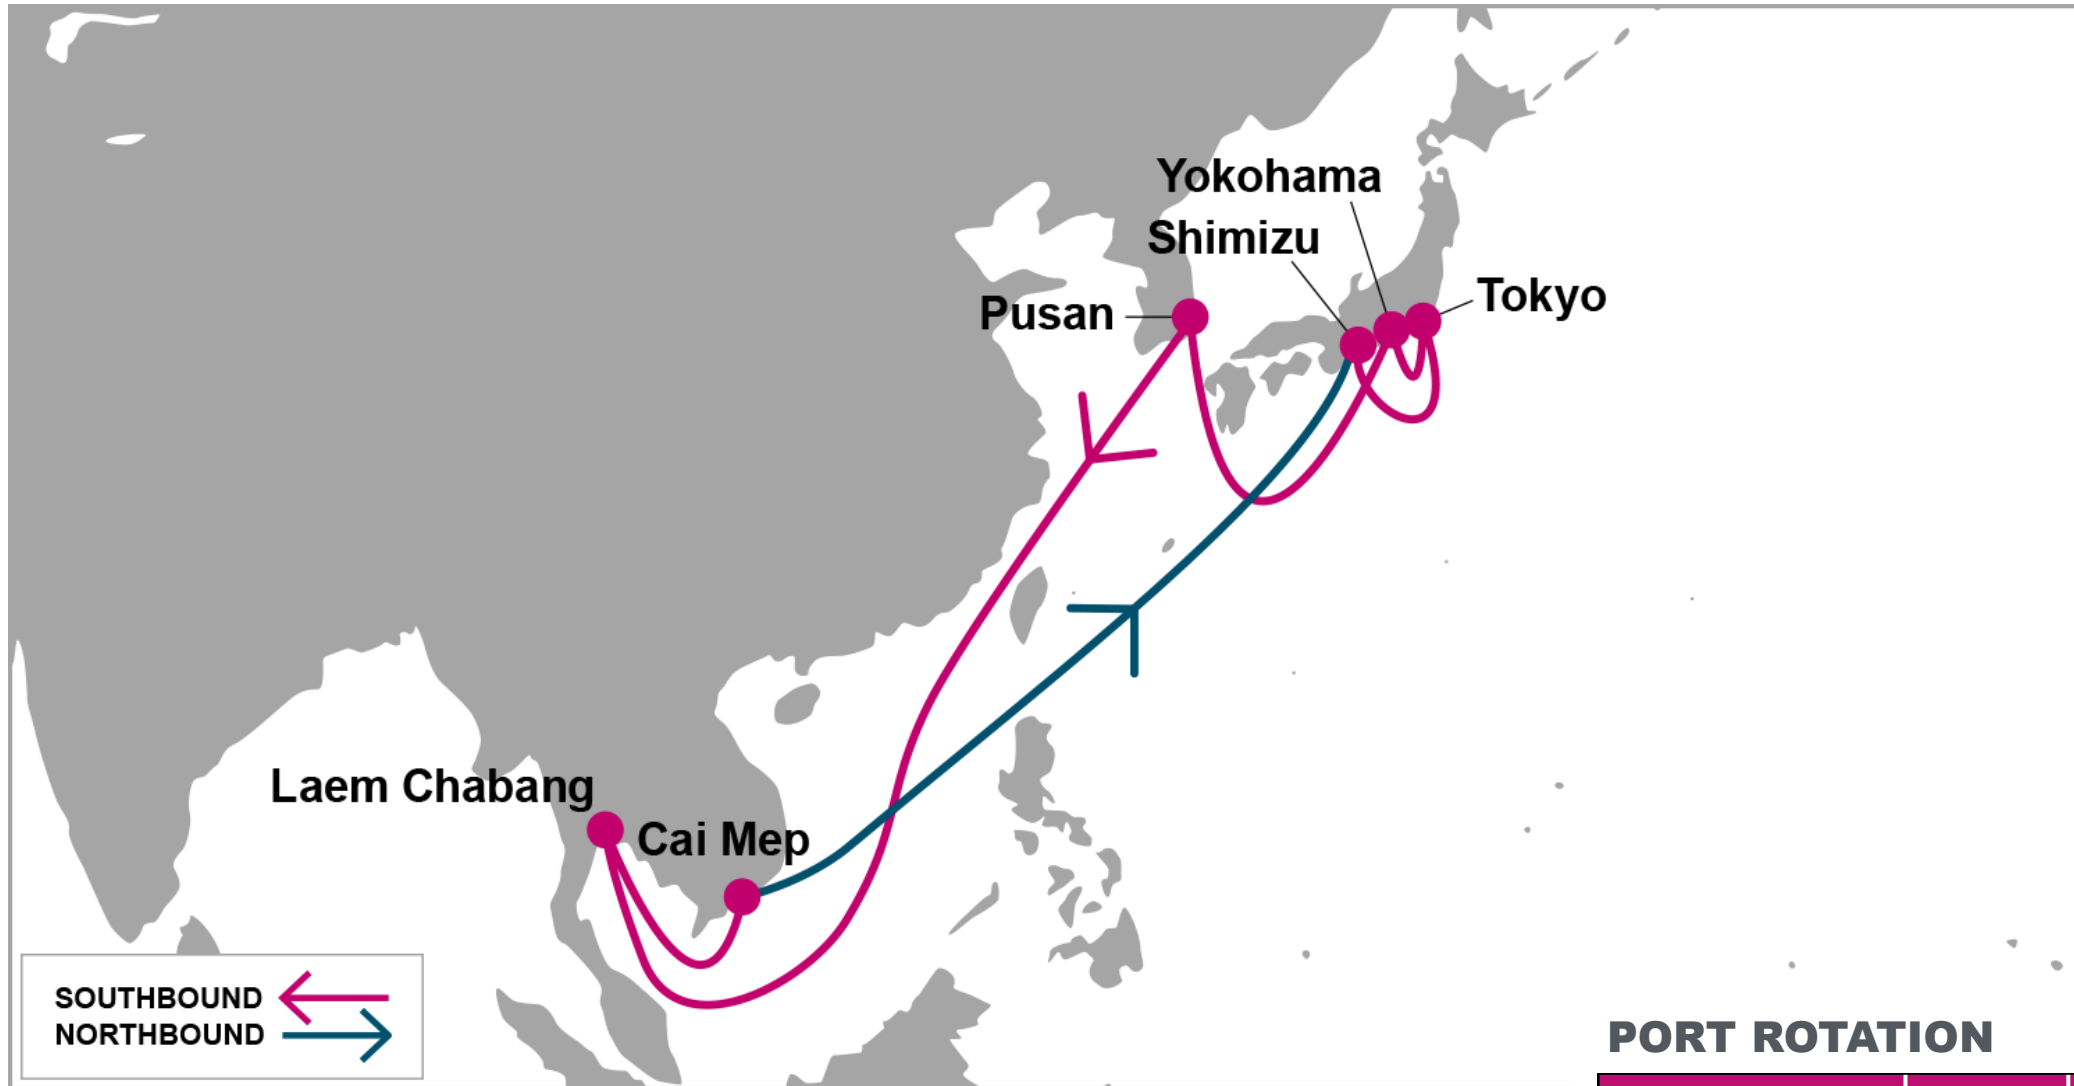 Yokohama
Shimizu
Tokyo
Pusan
Laem Chabang
Cai Mep
SOUTHBOUND
NORTHBOUND
PORT ROTATION